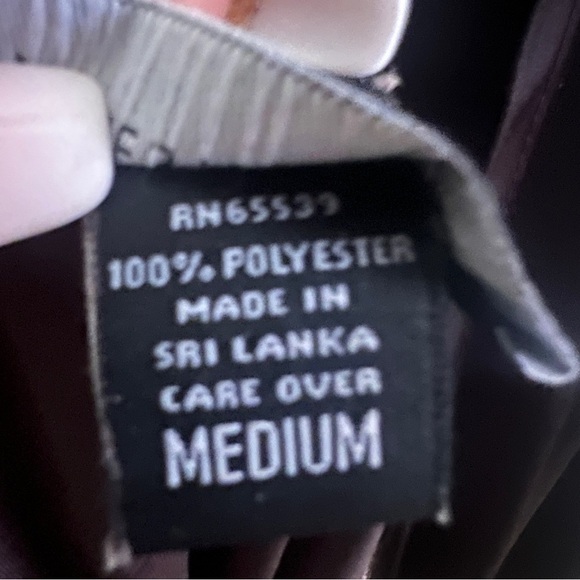 RN65539
100% POLYESTER
MADE IN
SRI LANKA
CARE OVER
MEDIUM